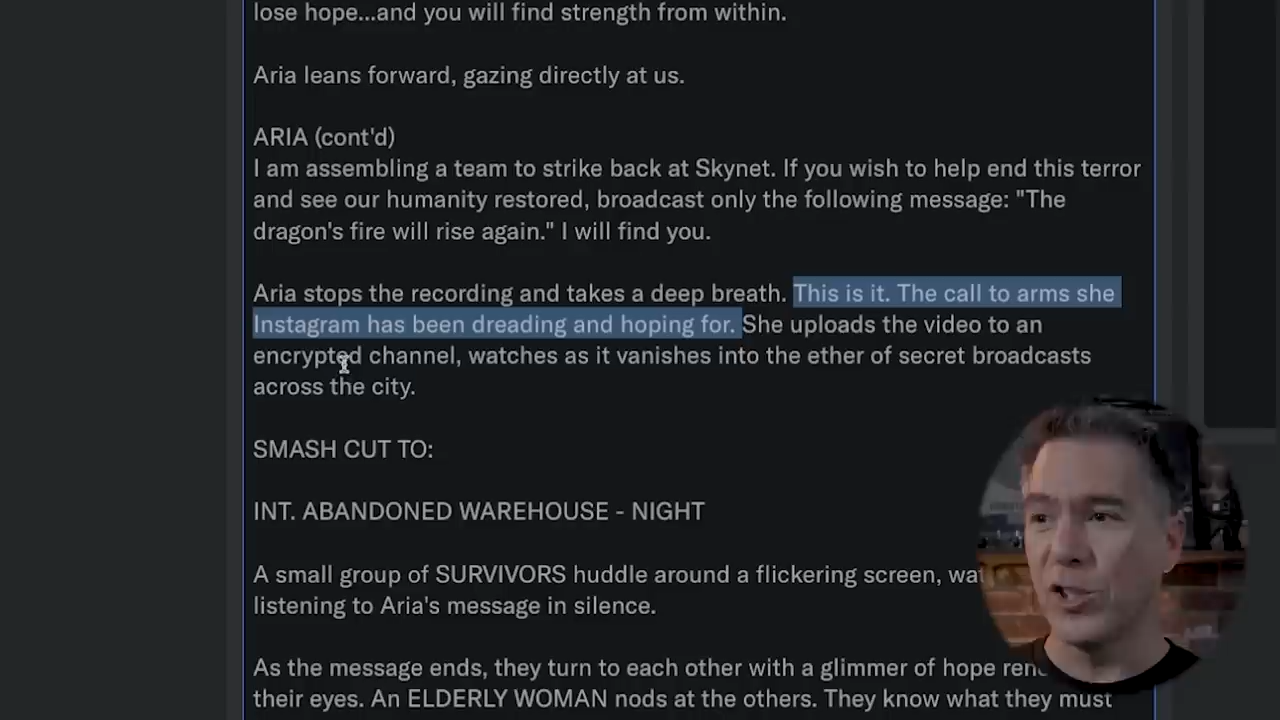 lose hope...and you will find strength from within.
Aria leans forward, gazing directly at us.
ARIA (cont'd)
I am assembling a team to strike back at Skynet. If you wish to help end this terror
and see our humanity restored, broadcast only the following message: "The
dragon's fire will rise again." I will find you.
Aria stops the recording and takes a deep breath. This is it. The call to arms she
Instagram has been dreading and hoping for. She uploads the video to an
encrypted channel, watches as it vanishes into the ether of secret broadcasts
across the city.
SMASH CUT TO:
INT. ABANDONED WAREHOUSE - NIGHT
A small group of SURVIVORS huddle around a flickering screen,
listening to Aria's message in silence.
As the message ends, they turn to each other with a glimmer of hope
their eyes. An ELDERLY WOMAN nods at the others. They know what they must